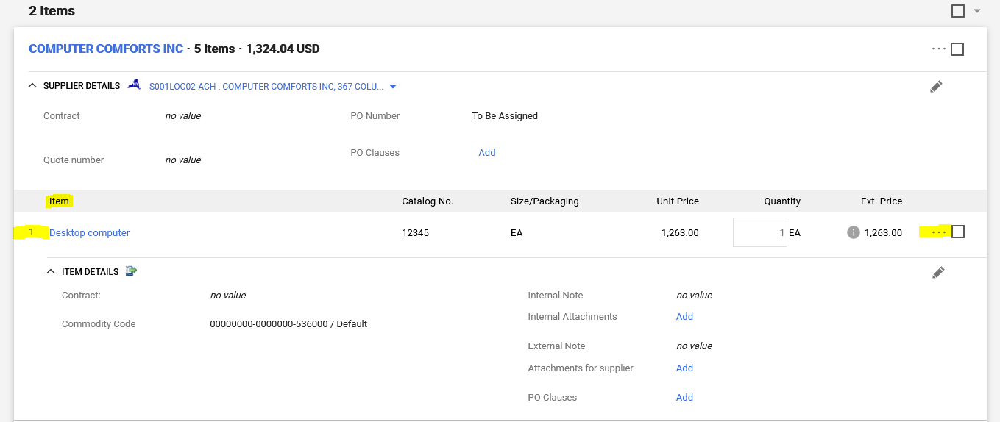 2 Items
COMPUTER COMFORTS INC · 5 Items · 1,324.04 USD
SUPPLIER DETAILS S001LOC02-ACH : COMPUTER COMFORTS INC, 367 COLU...
Contract no value PO Number To Be Assigned
PO Clauses Add
Quote number no value
Item Catalog No. Size/Packaging Unit Price Quantity Ext. Price
1 Desktop computer 12345 EA 1,263.00 1 EA 1,263.00
ITEM DETAILS
Contract: no value Internal Note no value
Internal Attachments Add
Commodity Code 00000000-0000000-536000 / Default
External Note no value
Attachments for supplier Add
PO Clauses Add